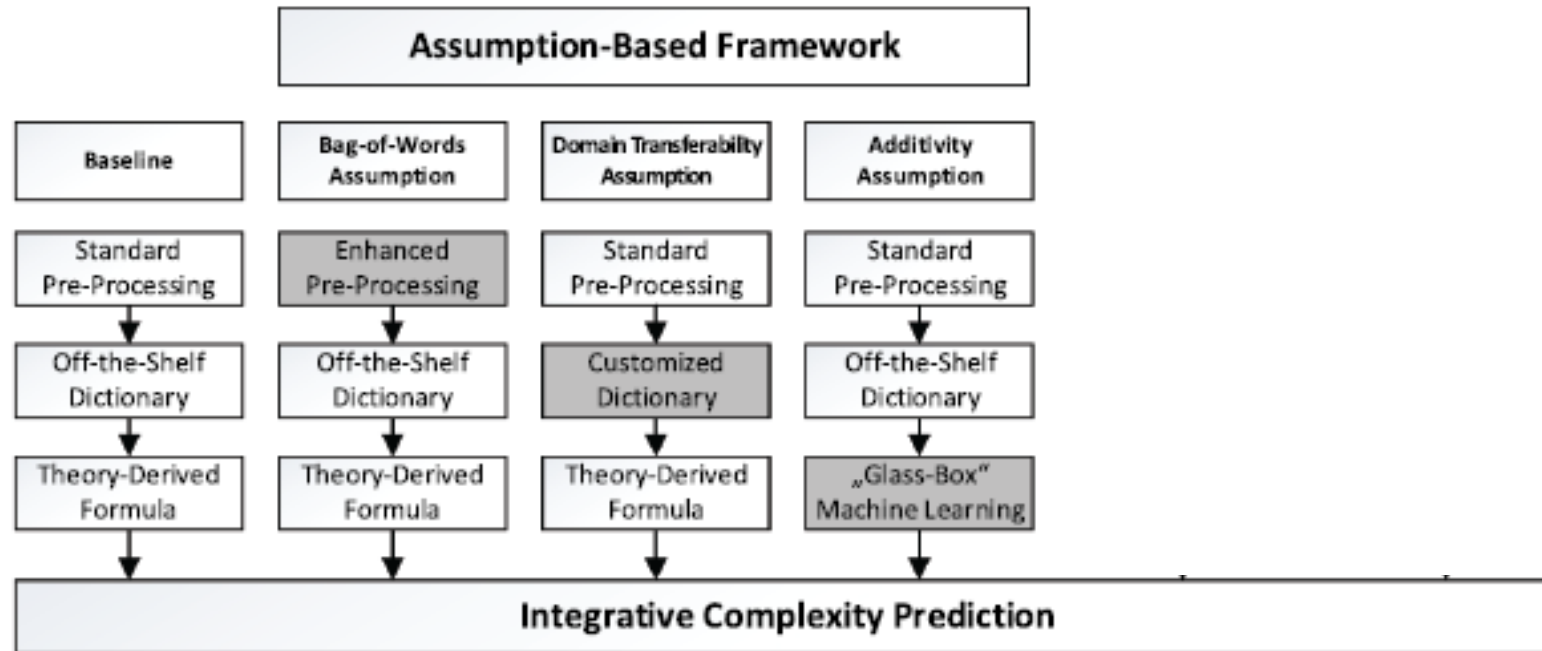 Assumption-Based Framework
Baseline
Bag-of-Words
Assumption
Domain Transferability
Assumption
Additivity
Assumption
Standard
Pre-Processing
Enhanced
Pre-Processing
Standard
Pre-Processing
Standard
Pre-Processing
Off-the-Shelf
Dictionary
Off-the-Shelf
Dictionary
Customized
Dictionary
Off-the-Shelf
Dictionary
Theory-Derived
Formula
Theory-Derived
Formula
Theory-Derived
Formula
„Glass-Box“
Machine Learning
Integrative Complexity Prediction